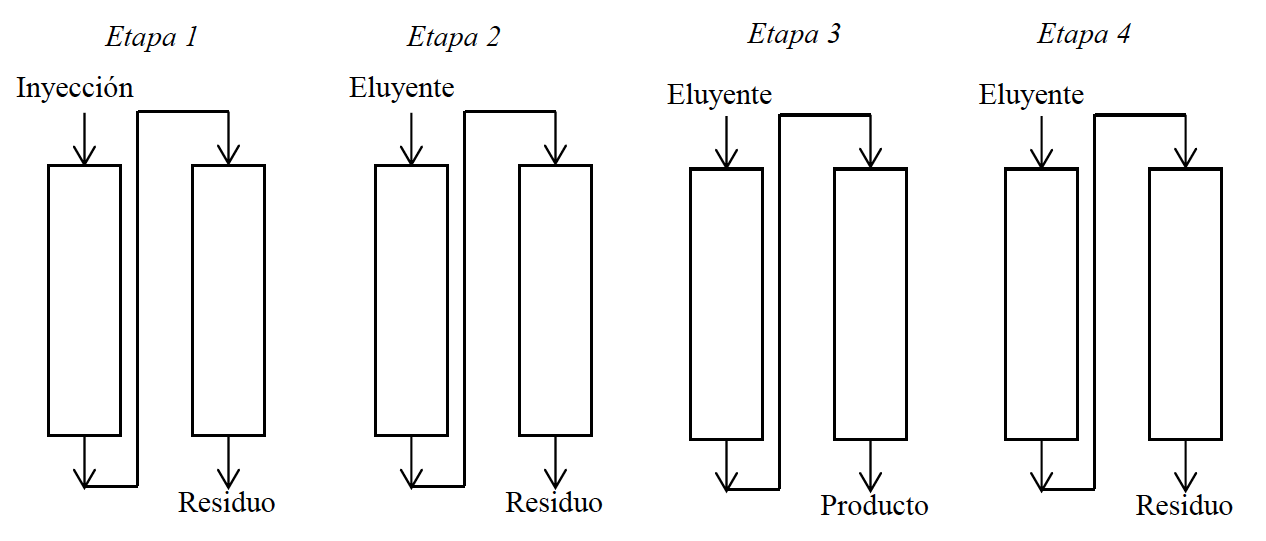 Etapa 1
Etapa 2
Etapa 3
Etapa 4
Inyección
Eluyente
Eluyente
Eluyente
Residuo
Residuo
Producto
Residuo